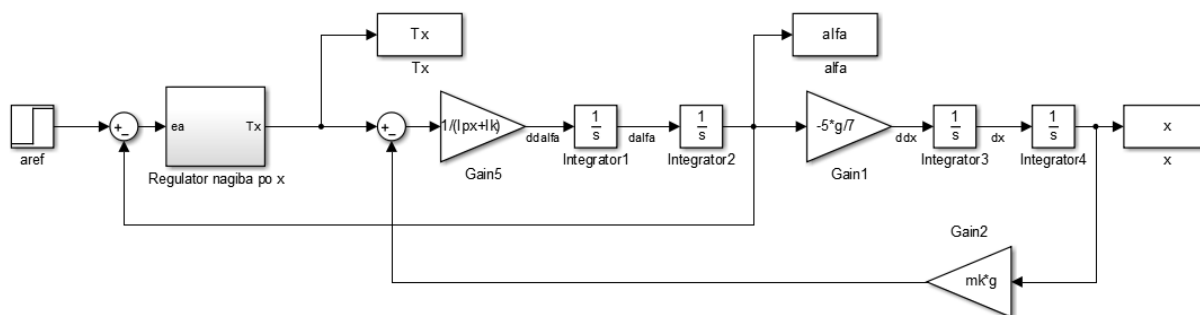 Tx
Tx
alfa
alfa
aref
+
−
ea
Tx
Regulator nagiba po x
+
−
1/(Ipx+Ik)
Gain5
ddalfa
1
s
Integrator1
dalfa
1
s
Integrator2
-5*g/7
Gain1
ddx
1
s
Integrator3
dx
1
s
Integrator4
x
x
Gain2
mk*g